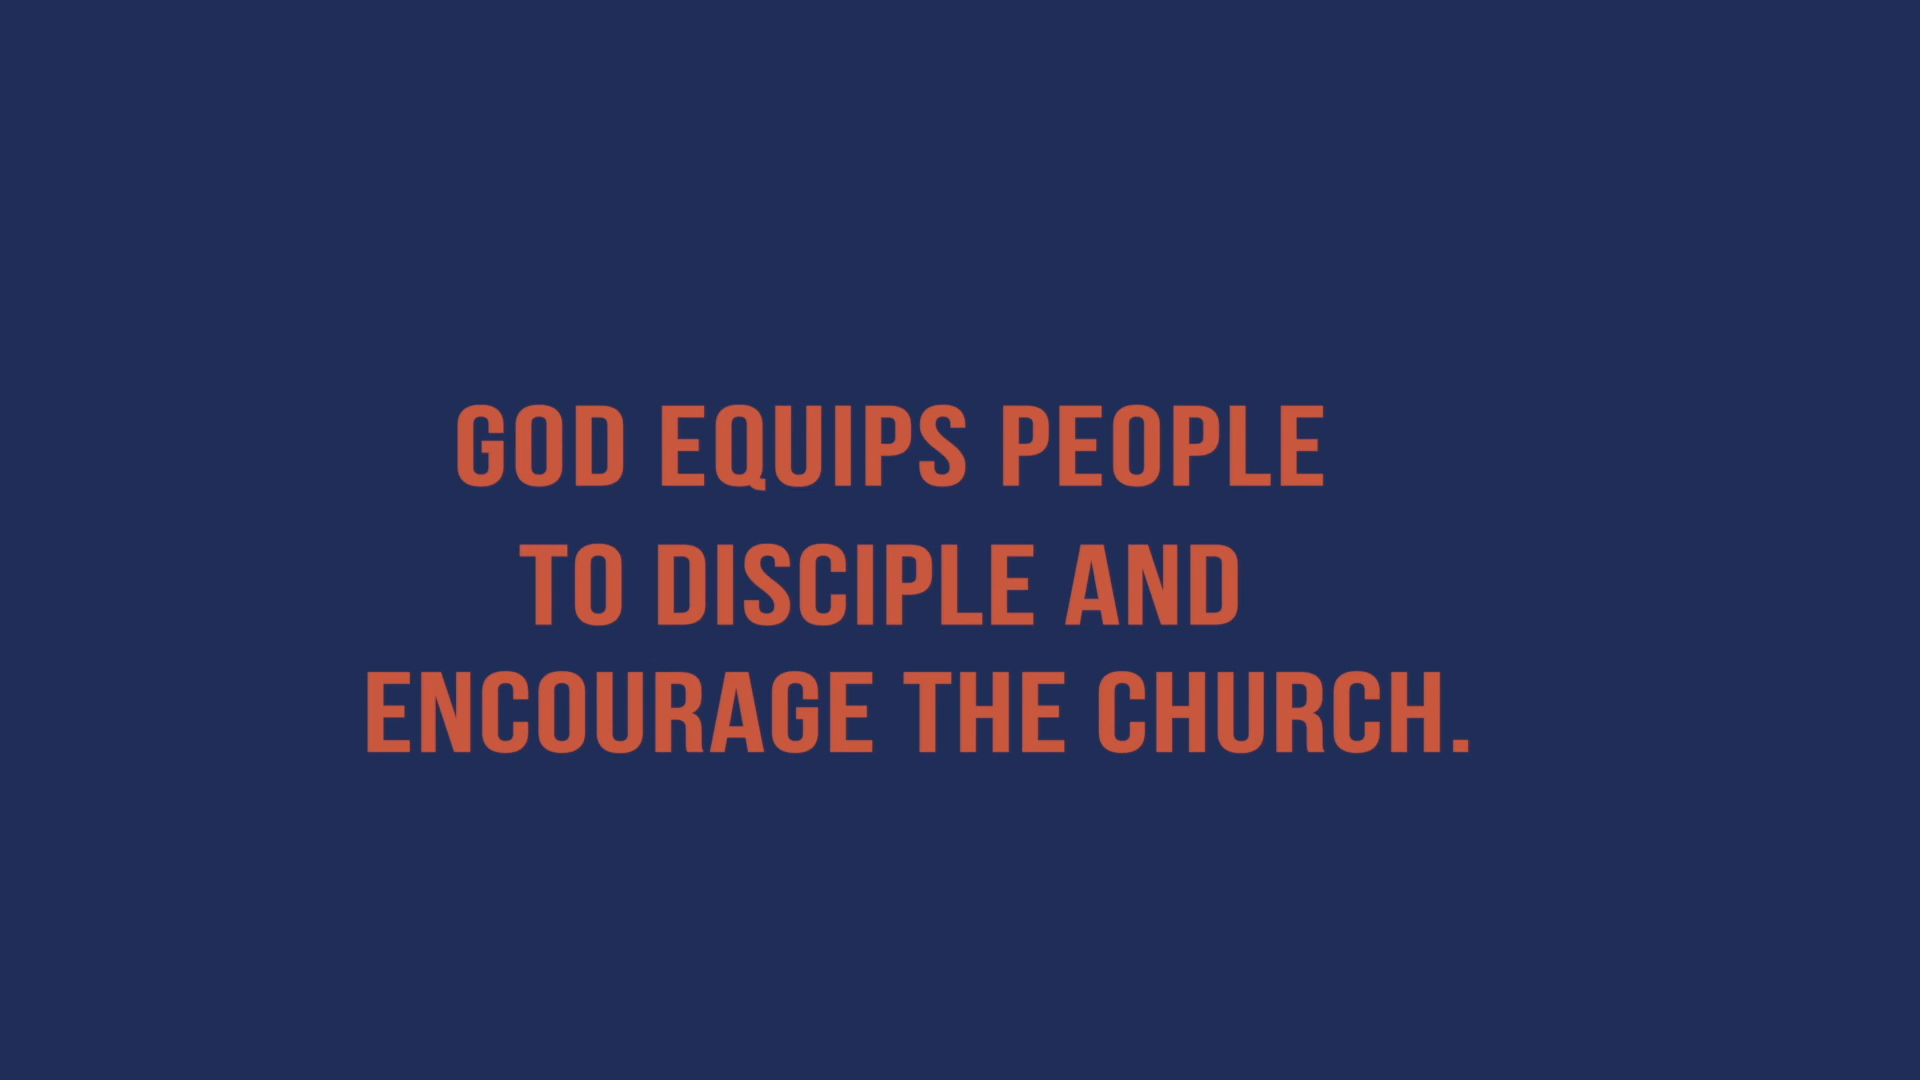 GOD EQUIPS PEOPLE
TO DISCIPLE AND
ENCOURAGE THE CHURCH.